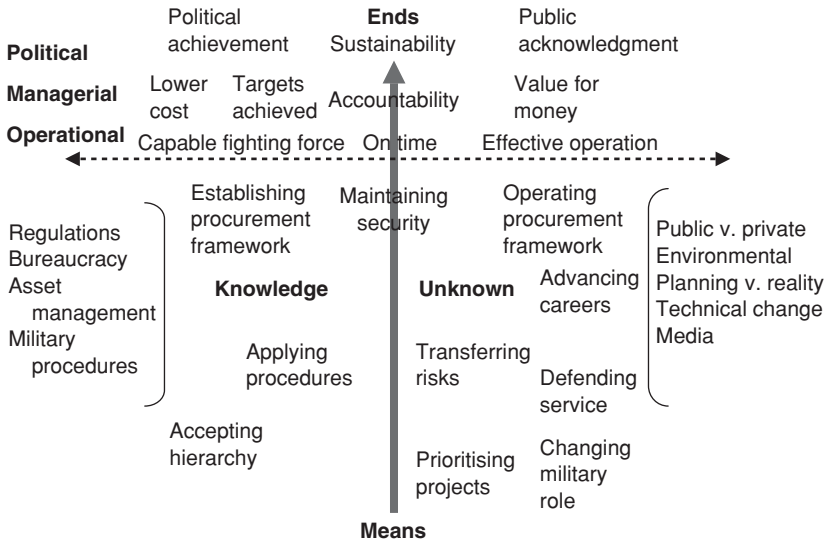 Political
achievement
Ends
Sustainability
Public
acknowledgment
Political
Managerial
Lower
cost
Targets
achieved
Accountability
Value for
money
Operational
Capable fighting force
On time
Effective operation
Establishing
procurement
framework
Maintaining
security
Operating
procurement
framework
Regulations
Bureaucracy
Asset
management
Military
procedures
Public v. private
Environmental
Planning v. reality
Technical change
Media
Knowledge
Unknown
Advancing
careers
Applying
procedures
Transferring
risks
Defending
service
Accepting
hierarchy
Prioritising
projects
Changing
military
role
Means